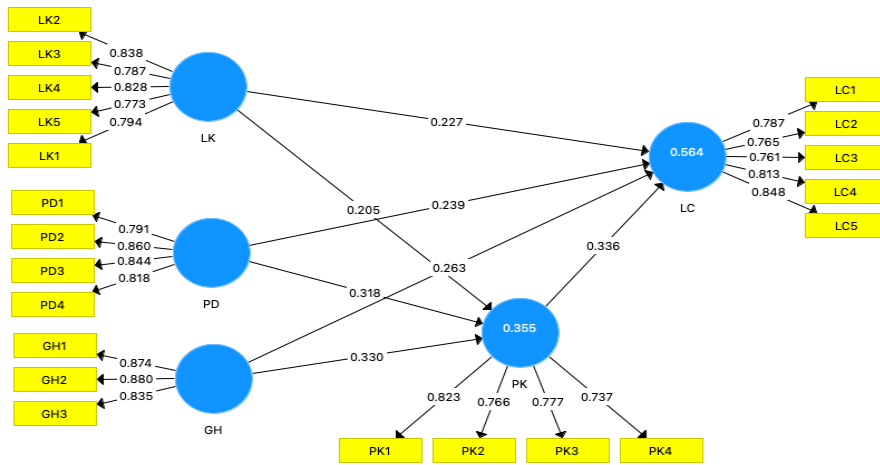 LK2
LK3
LK4
LK5
LK1
0.838
0.787
0.828
0.773
0.794
LK
PD1
PD2
PD3
PD4
0.791
0.860
0.844
0.818
PD
GH1
GH2
GH3
0.874
0.880
0.835
GH
0.227
0.205
0.239
0.263
0.318
0.330
0.336
0.564
LC
0.787
0.765
0.761
0.813
0.848
LC1
LC2
LC3
LC4
LC5
0.355
PK
0.823
0.766
0.777
0.737
PK1
PK2
PK3
PK4